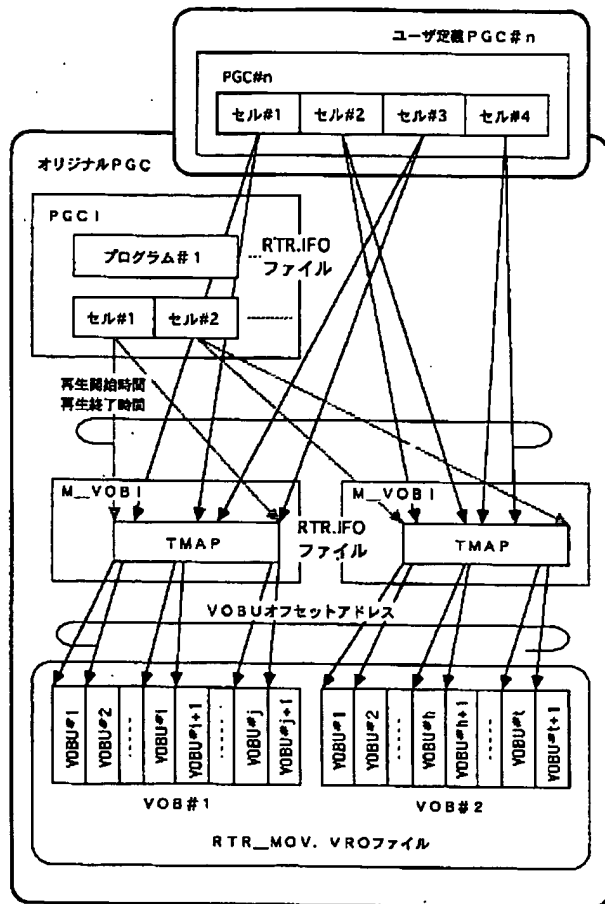 ユーザ定義PGC#n
PGC#n
セル#1 セル#2 セル#3 セル#4
オリジナルPGC
PGCI
プログラム#1
RTR.IFO
ファイル
セル#1 セル#2
再生開始時間
再生終了時間
M_VOBI
M_VOBI
TMAP
RTR.IFO
ファイル
TMAP
VOBUオフセットアドレス
VOBU#1 VOBU#2 VOBU#i VOBU#i+1 VOBU#j VOBU#j+1
VOBU#1 VOBU#2 VOBU#h VOBU#h+1 VOBU#t VOBU#t+1
VOB#1
VOB#2
RTR_MOV. VROファイル